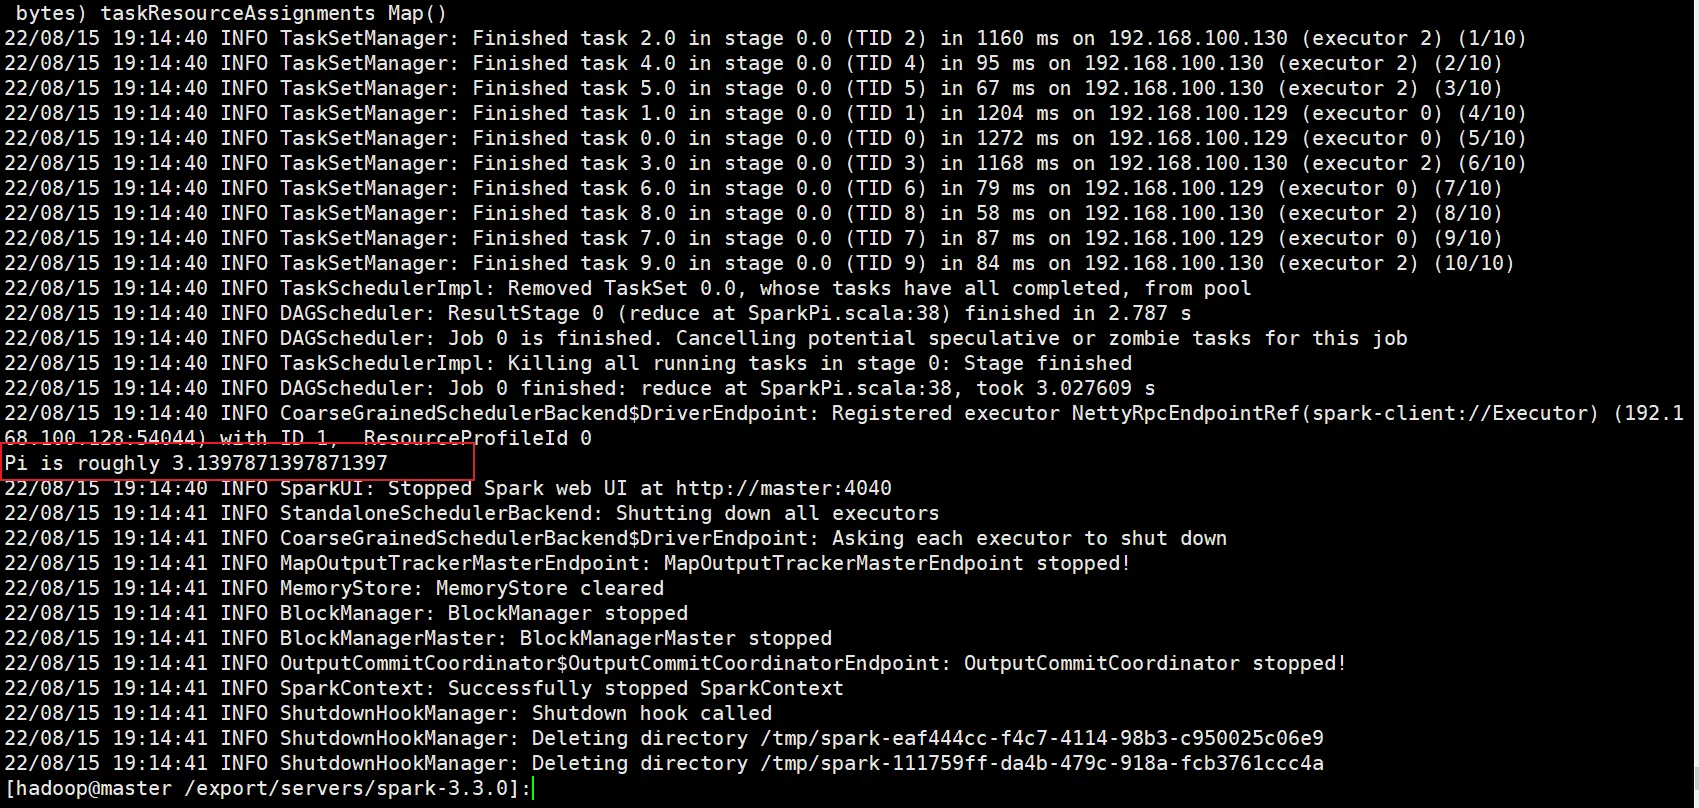 bytes) taskResourceAssignments Map()
22/08/15 19:14:40 INFO TaskSetManager: Finished task 2.0 in stage 0.0 (TID 2) in 1160 ms on 192.168.100.130 (executor 2) (1/10)
22/08/15 19:14:40 INFO TaskSetManager: Finished task 4.0 in stage 0.0 (TID 4) in 95 ms on 192.168.100.130 (executor 2) (2/10)
22/08/15 19:14:40 INFO TaskSetManager: Finished task 5.0 in stage 0.0 (TID 5) in 67 ms on 192.168.100.130 (executor 2) (3/10)
22/08/15 19:14:40 INFO TaskSetManager: Finished task 1.0 in stage 0.0 (TID 1) in 1204 ms on 192.168.100.129 (executor 0) (4/10)
22/08/15 19:14:40 INFO TaskSetManager: Finished task 0.0 in stage 0.0 (TID 0) in 1272 ms on 192.168.100.129 (executor 0) (5/10)
22/08/15 19:14:40 INFO TaskSetManager: Finished task 3.0 in stage 0.0 (TID 3) in 1168 ms on 192.168.100.130 (executor 2) (6/10)
22/08/15 19:14:40 INFO TaskSetManager: Finished task 6.0 in stage 0.0 (TID 6) in 79 ms on 192.168.100.129 (executor 0) (7/10)
22/08/15 19:14:40 INFO TaskSetManager: Finished task 8.0 in stage 0.0 (TID 8) in 58 ms on 192.168.100.130 (executor 2) (8/10)
22/08/15 19:14:40 INFO TaskSetManager: Finished task 7.0 in stage 0.0 (TID 7) in 87 ms on 192.168.100.129 (executor 0) (9/10)
22/08/15 19:14:40 INFO TaskSetManager: Finished task 9.0 in stage 0.0 (TID 9) in 84 ms on 192.168.100.130 (executor 2) (10/10)
22/08/15 19:14:40 INFO TaskSchedulerImpl: Removed TaskSet 0.0, whose tasks have all completed, from pool
22/08/15 19:14:40 INFO DAGScheduler: ResultStage 0 (reduce at SparkPi.scala:38) finished in 2.787 s
22/08/15 19:14:40 INFO DAGScheduler: Job 0 is finished. Cancelling potential speculative or zombie tasks for this job
22/08/15 19:14:40 INFO TaskSchedulerImpl: Killing all running tasks in stage 0: Stage finished
22/08/15 19:14:40 INFO DAGScheduler: Job 0 finished: reduce at SparkPi.scala:38, took 3.027609 s
22/08/15 19:14:40 INFO CoarseGrainedSchedulerBackend$DriverEndpoint: Registered executor NettyRpcEndpointRef(spark-client://Executor) (192.1
68.100.128:54044) with ID 1,  ResourceProfileId 0
Pi is roughly 3.1397871397871397
22/08/15 19:14:40 INFO SparkUI: Stopped Spark web UI at http://master:4040
22/08/15 19:14:41 INFO StandaloneSchedulerBackend: Shutting down all executors
22/08/15 19:14:41 INFO CoarseGrainedSchedulerBackend$DriverEndpoint: Asking each executor to shut down
22/08/15 19:14:41 INFO MapOutputTrackerMasterEndpoint: MapOutputTrackerMasterEndpoint stopped!
22/08/15 19:14:41 INFO MemoryStore: MemoryStore cleared
22/08/15 19:14:41 INFO BlockManager: BlockManager stopped
22/08/15 19:14:41 INFO BlockManagerMaster: BlockManagerMaster stopped
22/08/15 19:14:41 INFO OutputCommitCoordinator$OutputCommitCoordinatorEndpoint: OutputCommitCoordinator stopped!
22/08/15 19:14:41 INFO SparkContext: Successfully stopped SparkContext
22/08/15 19:14:41 INFO ShutdownHookManager: Shutdown hook called
22/08/15 19:14:41 INFO ShutdownHookManager: Deleting directory /tmp/spark-eaf444cc-f4c7-4114-98b3-c950025c06e9
22/08/15 19:14:41 INFO ShutdownHookManager: Deleting directory /tmp/spark-111759ff-da4b-479c-918a-fcb3761ccc4a
[hadoop@master /export/servers/spark-3.3.0]: